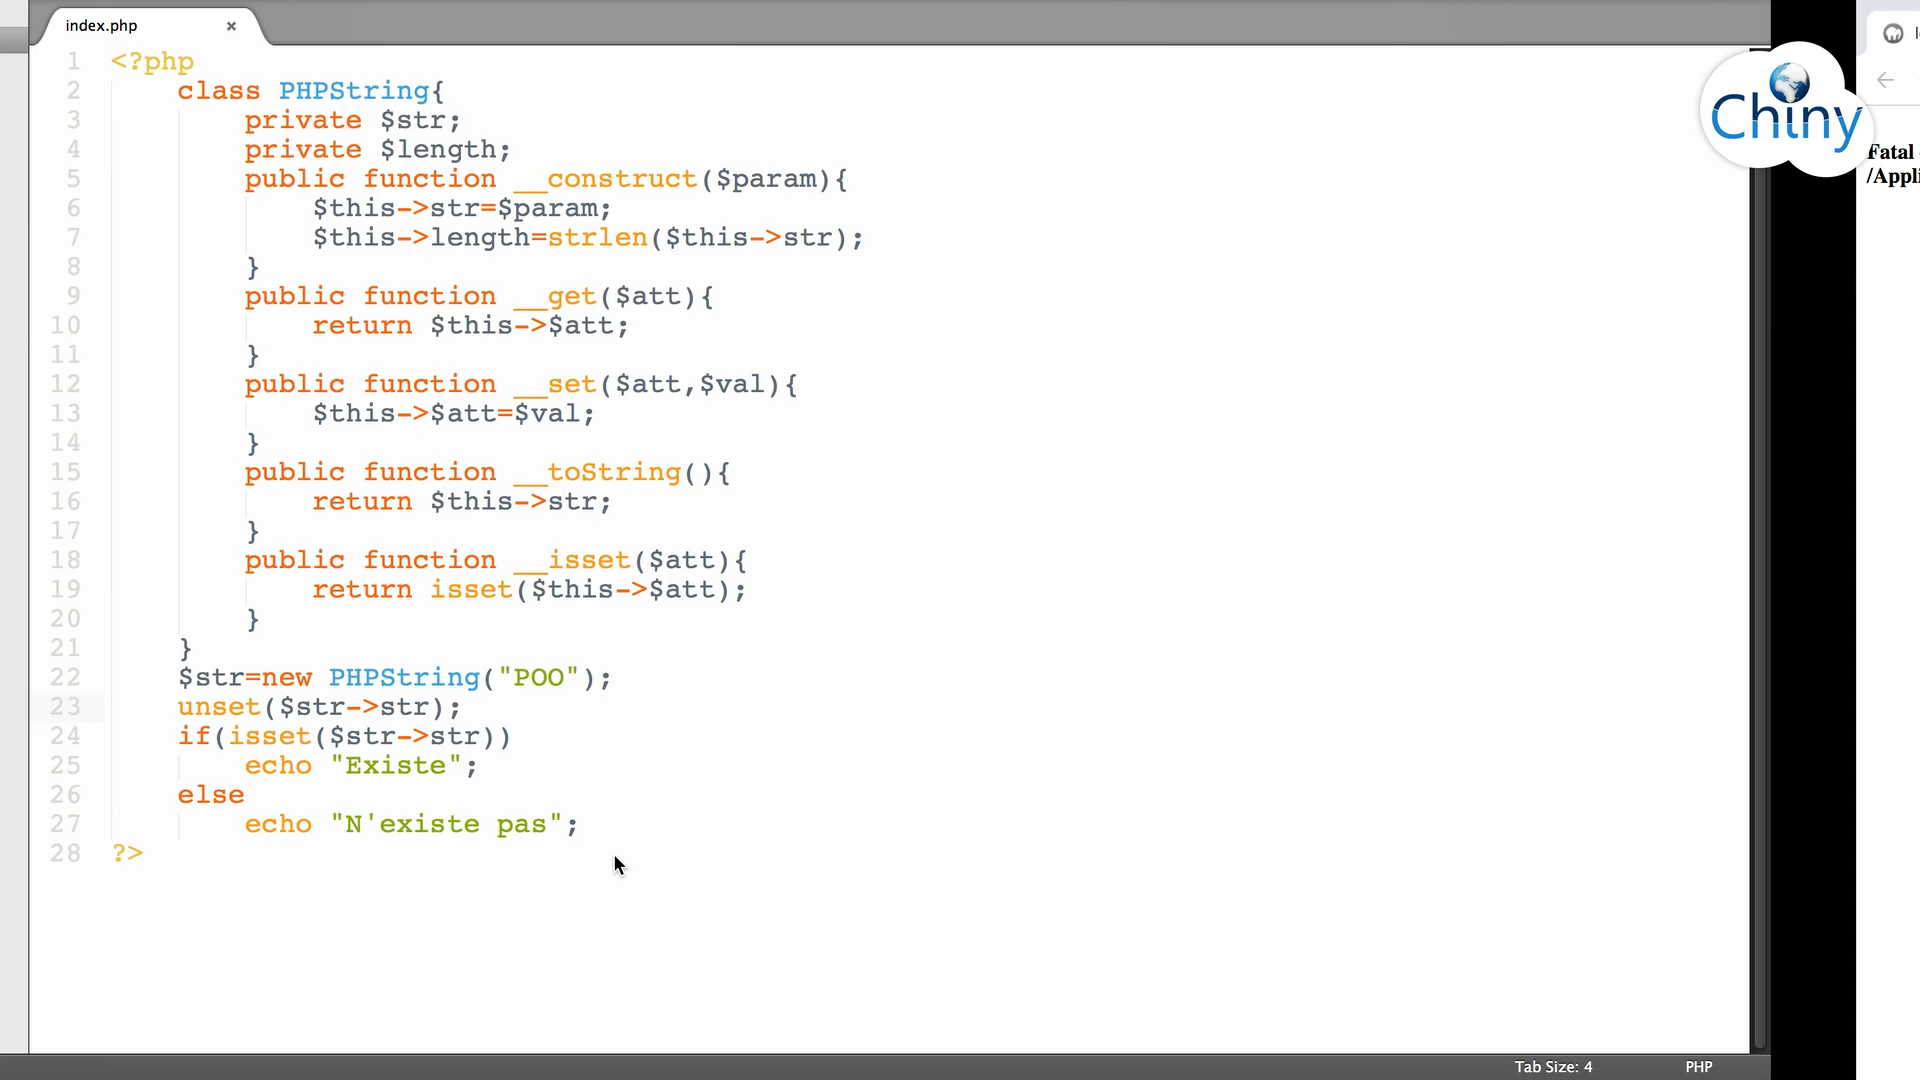 index.php
1 <?php
2 class PHPString{
3 private $str;
4 private $length;
5 public function __construct($param){
6 $this->str=$param;
7 $this->length=strlen($this->str);
8 }
9 public function __get($att){
10 return $this->$att;
11 }
12 public function __set($att,$val){
13 $this->$att=$val;
14 }
15 public function __toString(){
16 return $this->str;
17 }
18 public function __isset($att){
19 return isset($this->$att);
20 }
21 }
22 $str=new PHPString("POO");
23 unset($str->str);
24 if(isset($str->str))
25 echo "Existe";
26 else
27 echo "N'existe pas";
28 ?>
Chiny
Fatal
/Appli
Tab Size: 4
PHP